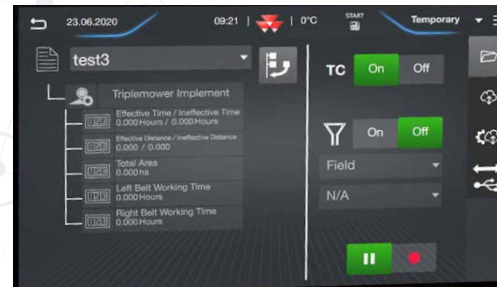 23.06.2020
09:21
0°C
START
Temporary
test3
TC On Off
Triplemower Implement
Effective Time / Ineffective Time
0.000 Hours / 0.000 Hours
On Off
Effective Distance / Ineffective Distance
0.000 / 0.000
Total Area
0.000 ha
Field
Left Belt Working Time
0.000 Hours
N/A
Right Belt Working Time
0.000 Hours